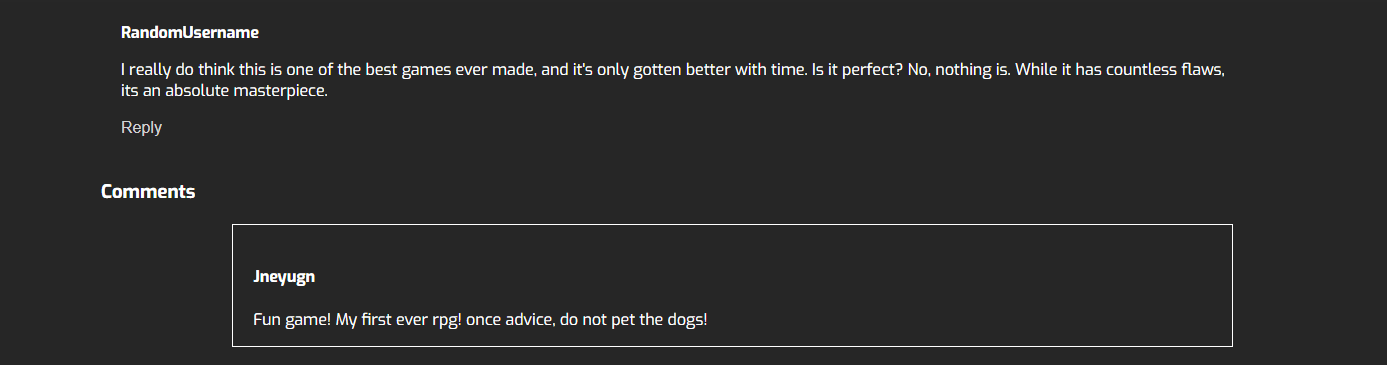 RandomUsername
I really do think this is one of the best games ever made, and it's only gotten better with time. Is it perfect? No, nothing is. While it has countless flaws,
its an absolute masterpiece.
Reply
Comments
Jneyugn
Fun game! My first ever rpg! once advice, do not pet the dogs!